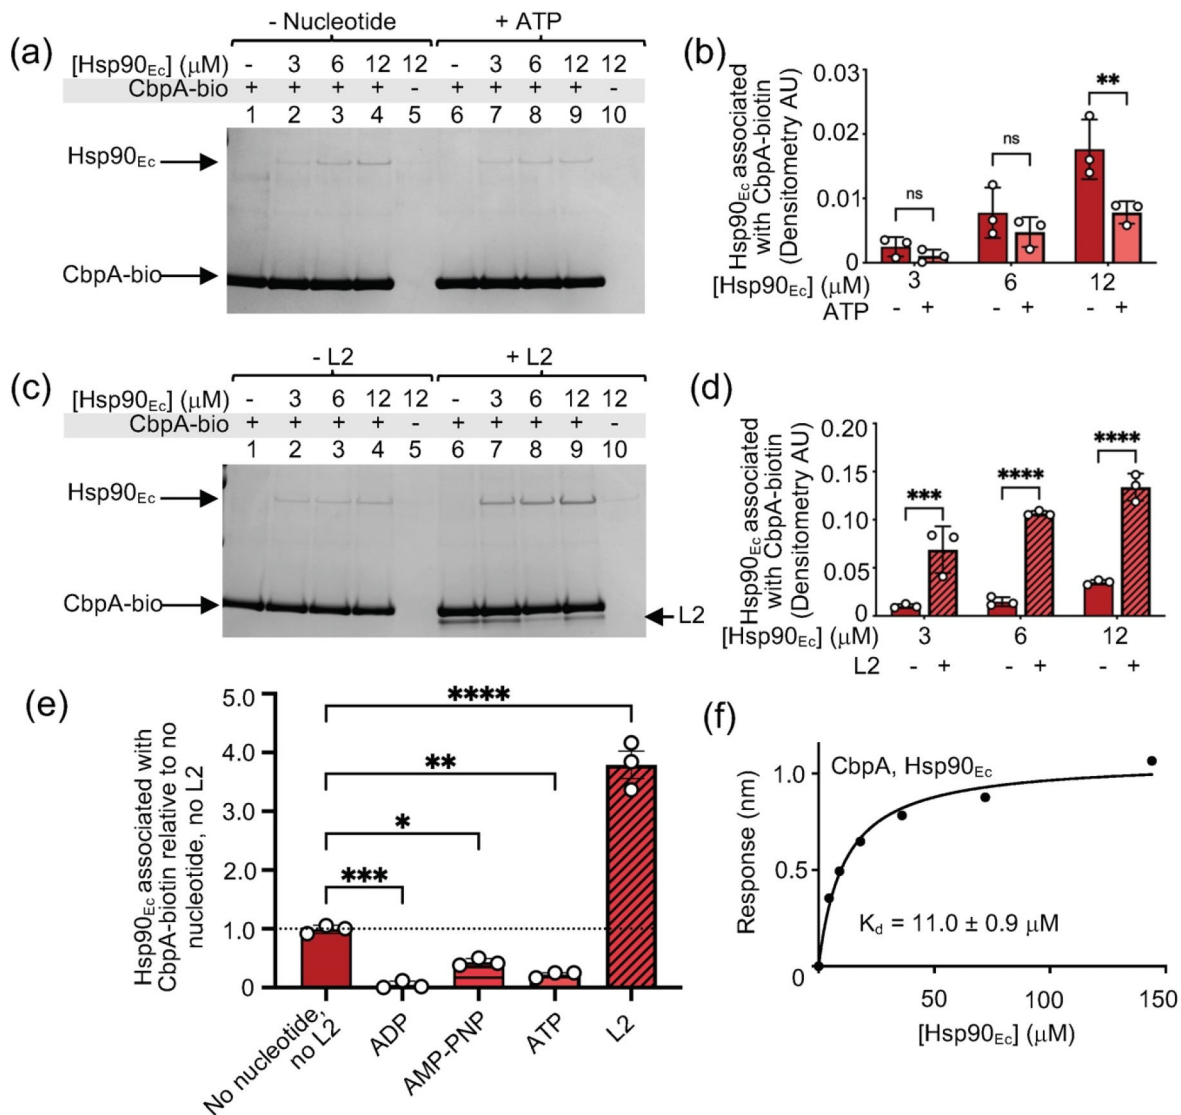 (a)
- Nucleotide + ATP
[Hsp90Ec] (μM) - 3 6 12 12 - 3 6 12 12
CbpA-bio + + + + - + + + + -
1 2 3 4 5 6 7 8 9 10
Hsp90Ec
CbpA-bio
(b)
Hsp90Ec associated
with CbpA-biotin
(Densitometry AU)
0.03
0.02
0.01
0
ns ns **
[Hsp90Ec] (μM) 3 6 12
ATP - + - + - +
(c)
- L2 + L2
[Hsp90Ec] (μM) - 3 6 12 12 - 3 6 12 12
CbpA-bio + + + + - + + + + -
1 2 3 4 5 6 7 8 9 10
Hsp90Ec
CbpA-bio
L2
(d)
Hsp90Ec associated
with CbpA-biotin
(Densitometry AU)
0.20
0.15
0.10
0.05
0
*** **** ****
[Hsp90Ec] (μM) 3 6 12
L2 - + - + - +
(e)
Hsp90Ec associated with
CbpA-biotin relative to no
nucleotide, no L2
5.0
4.0
3.0
2.0
1.0
0
****
**
*
***
No nucleotide,
no L2
ADP
AMP-PNP
ATP
L2
(f)
CbpA, Hsp90Ec
Response (nm)
1.0
0.5
0
Kd = 11.0 ± 0.9 μM
50 100 150
[Hsp90Ec] (μM)